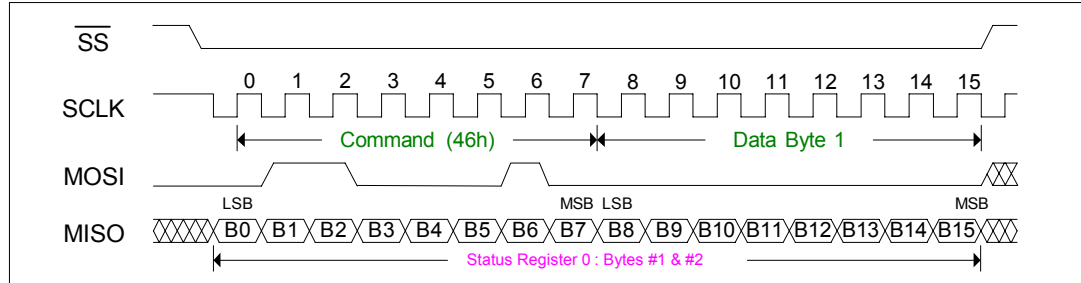 SS
0 1 2 3 4 5 6 7 8 9 10 11 12 13 14 15
SCLK
Command (46h) Data Byte 1
MOSI
LSB MSB LSB MSB
MISO B0 B1 B2 B3 B4 B5 B6 B7 B8 B9 B10 B11 B12 B13 B14 B15
Status Register 0 : Bytes #1 & #2